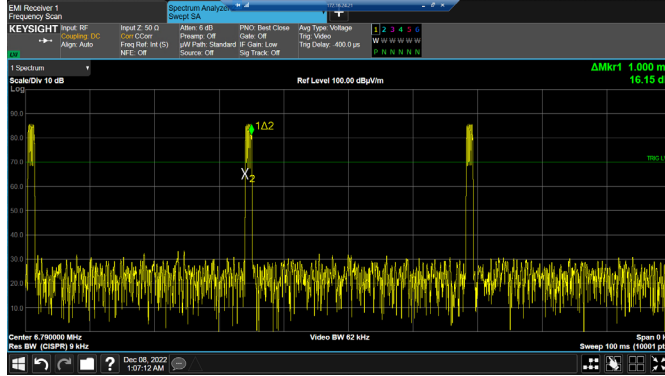 EMI Receiver 1
Frequency Scan
Spectrum Analyze
Swept SA
+
KEYSIGHT
Input: RF
Coupling: DC
Align: Auto
Input Z: 50 Ω
Corr CCorr
Freq Ref: Int (S)
NFE: Off
Atten: 6 dB
Preamp: Off
µW Path: Standard
Source: Off
PNO: Best Close
Gate: Off
IF Gain: Low
Sig Track: Off
Avg Type: Voltage
Trig: Video
Trig Delay: -400.0 µs
1 2 3 4 5 6
W W W W W W
P N N N N N
1 Spectrum
Scale/Div 10 dB
Log
Ref Level 100.00 dBµV/m
ΔMkr1 1.000 m
16.15 d
90.0
80.0
70.0
60.0
50.0
40.0
30.0
20.0
10.0
1Δ2
X2
TRIG L
Center 6.790000 MHz
Res BW (CISPR) 9 kHz
Video BW 62 kHz
Span 0 H
Sweep 100 ms (10001 pt
?
Dec 08, 2022
1:07:12 AM